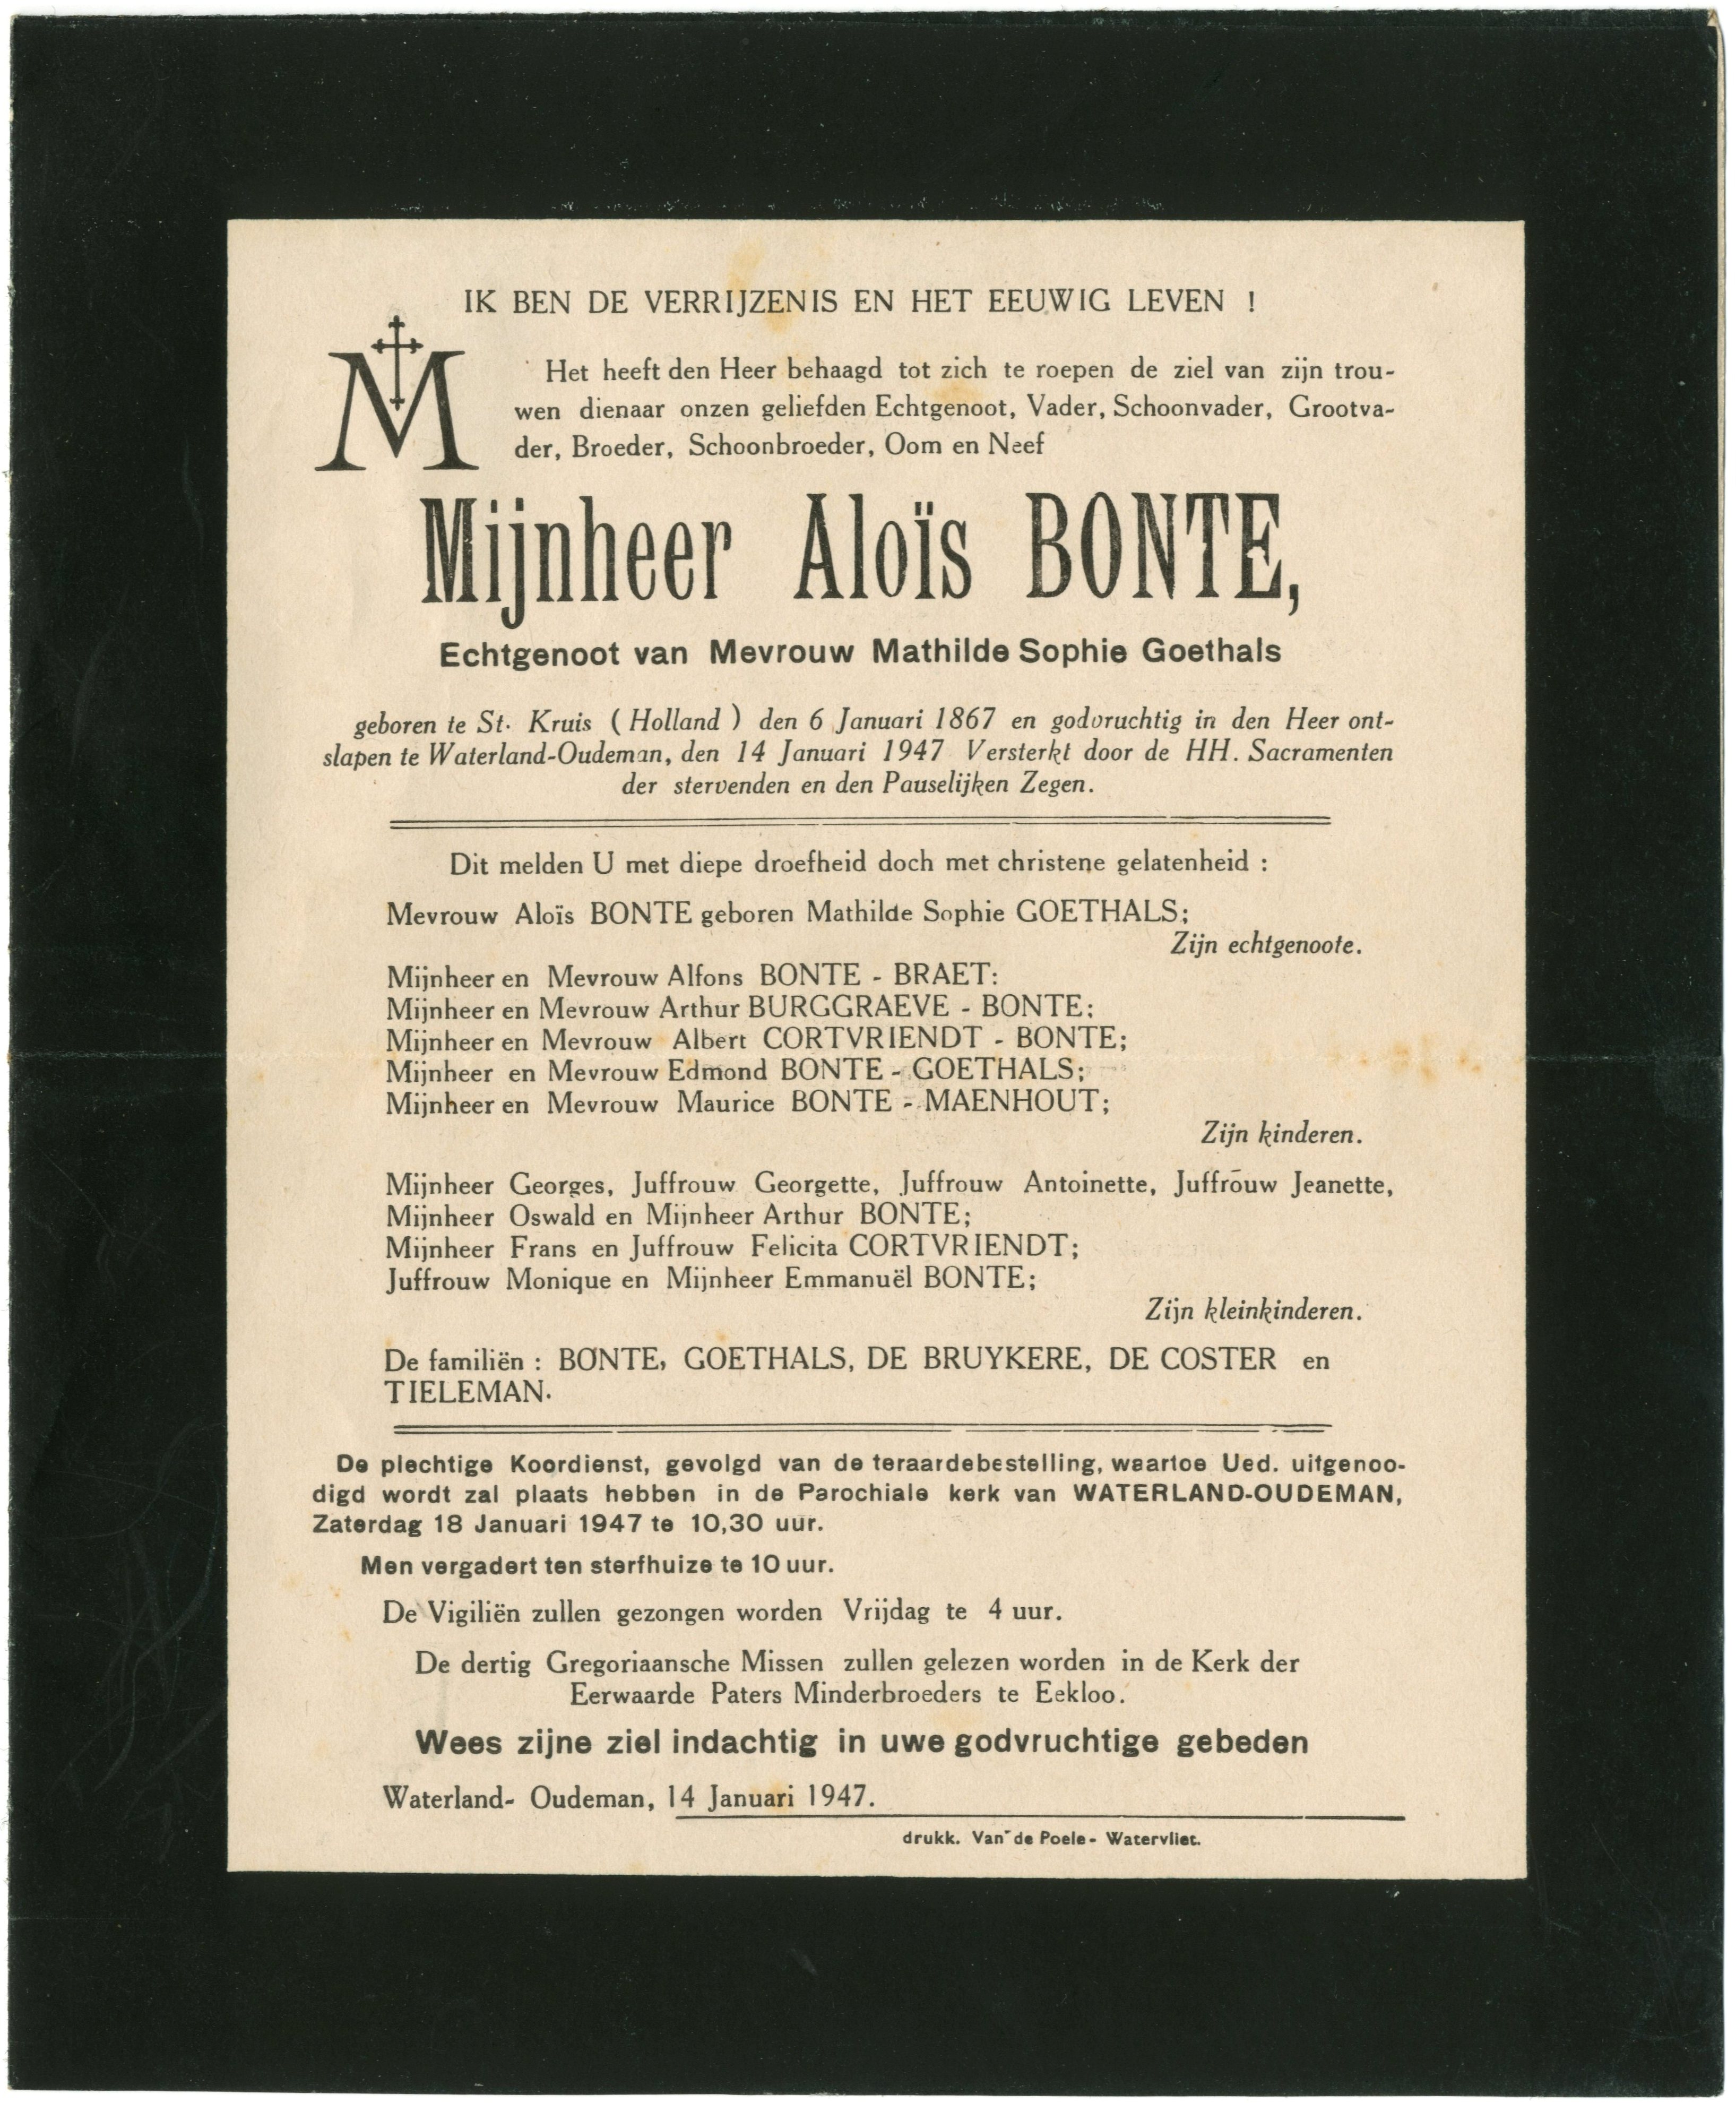 IK BEN DE VERRIJZENIS EN HET EEUWIG LEVEN !
M
Het heeft den Heer behaagd tot zich te roepen de ziel van zijn trou-
wen dienaar onzen geliefden Echtgenoot, Vader, Schoonvader, Grootva-
der, Broeder, Schoonbroeder, Oom en Neef
Mijnheer Aloïs BONTE,
Echtgenoot van Mevrouw Mathilde Sophie Goethals
geboren te St. Kruis ( Holland ) den 6 Januari 1867 en godvruchtig in den Heer ont-
slapen te Waterland-Oudeman, den 14 Januari 1947 Versterkt door de HH. Sacramenten
der stervenden en den Pauselijken Zegen.
Dit melden U met diepe droefheid doch met christene gelatenheid :
Mevrouw Aloïs BONTE geboren Mathilde Sophie GOETHALS;
Zijn echtgenoote.
Mijnheer en Mevrouw Alfons BONTE - BRAET:
Mijnheer en Mevrouw Arthur BURGGRAEVE - BONTE;
Mijnheer en Mevrouw Albert CORTVRIENDT - BONTE;
Mijnheer en Mevrouw Edmond BONTE - GOETHALS;
Mijnheer en Mevrouw Maurice BONTE - MAENHOUT;
Zijn kinderen.
Mijnheer Georges, Juffrouw Georgette, Juffrouw Antoinette, Juffrouw Jeanette,
Mijnheer Oswald en Mijnheer Arthur BONTE;
Mijnheer Frans en Juffrouw Felicita CORTVRIENDT;
Juffrouw Monique en Mijnheer Emmanuël BONTE;
Zijn kleinkinderen.
De familiën : BONTE, GOETHALS, DE BRUYKERE, DE COSTER en
TIELEMAN.
De plechtige Koordienst, gevolgd van de teraardebestelling, waartoe Ued. uitgenoo-
digd wordt zal plaats hebben in de Parochiale kerk van WATERLAND-OUDEMAN,
Zaterdag 18 Januari 1947 te 10,30 uur.
Men vergadert ten sterfhuize te 10 uur.
De Vigiliën zullen gezongen worden Vrijdag te 4 uur.
De dertig Gregoriaansche Missen zullen gelezen worden in de Kerk der
Eerwaarde Paters Minderbroeders te Eekloo.
Wees zijne ziel indachtig in uwe godvruchtige gebeden
Waterland- Oudeman, 14 Januari 1947.
drukk. Van de Poele - Watervliet.